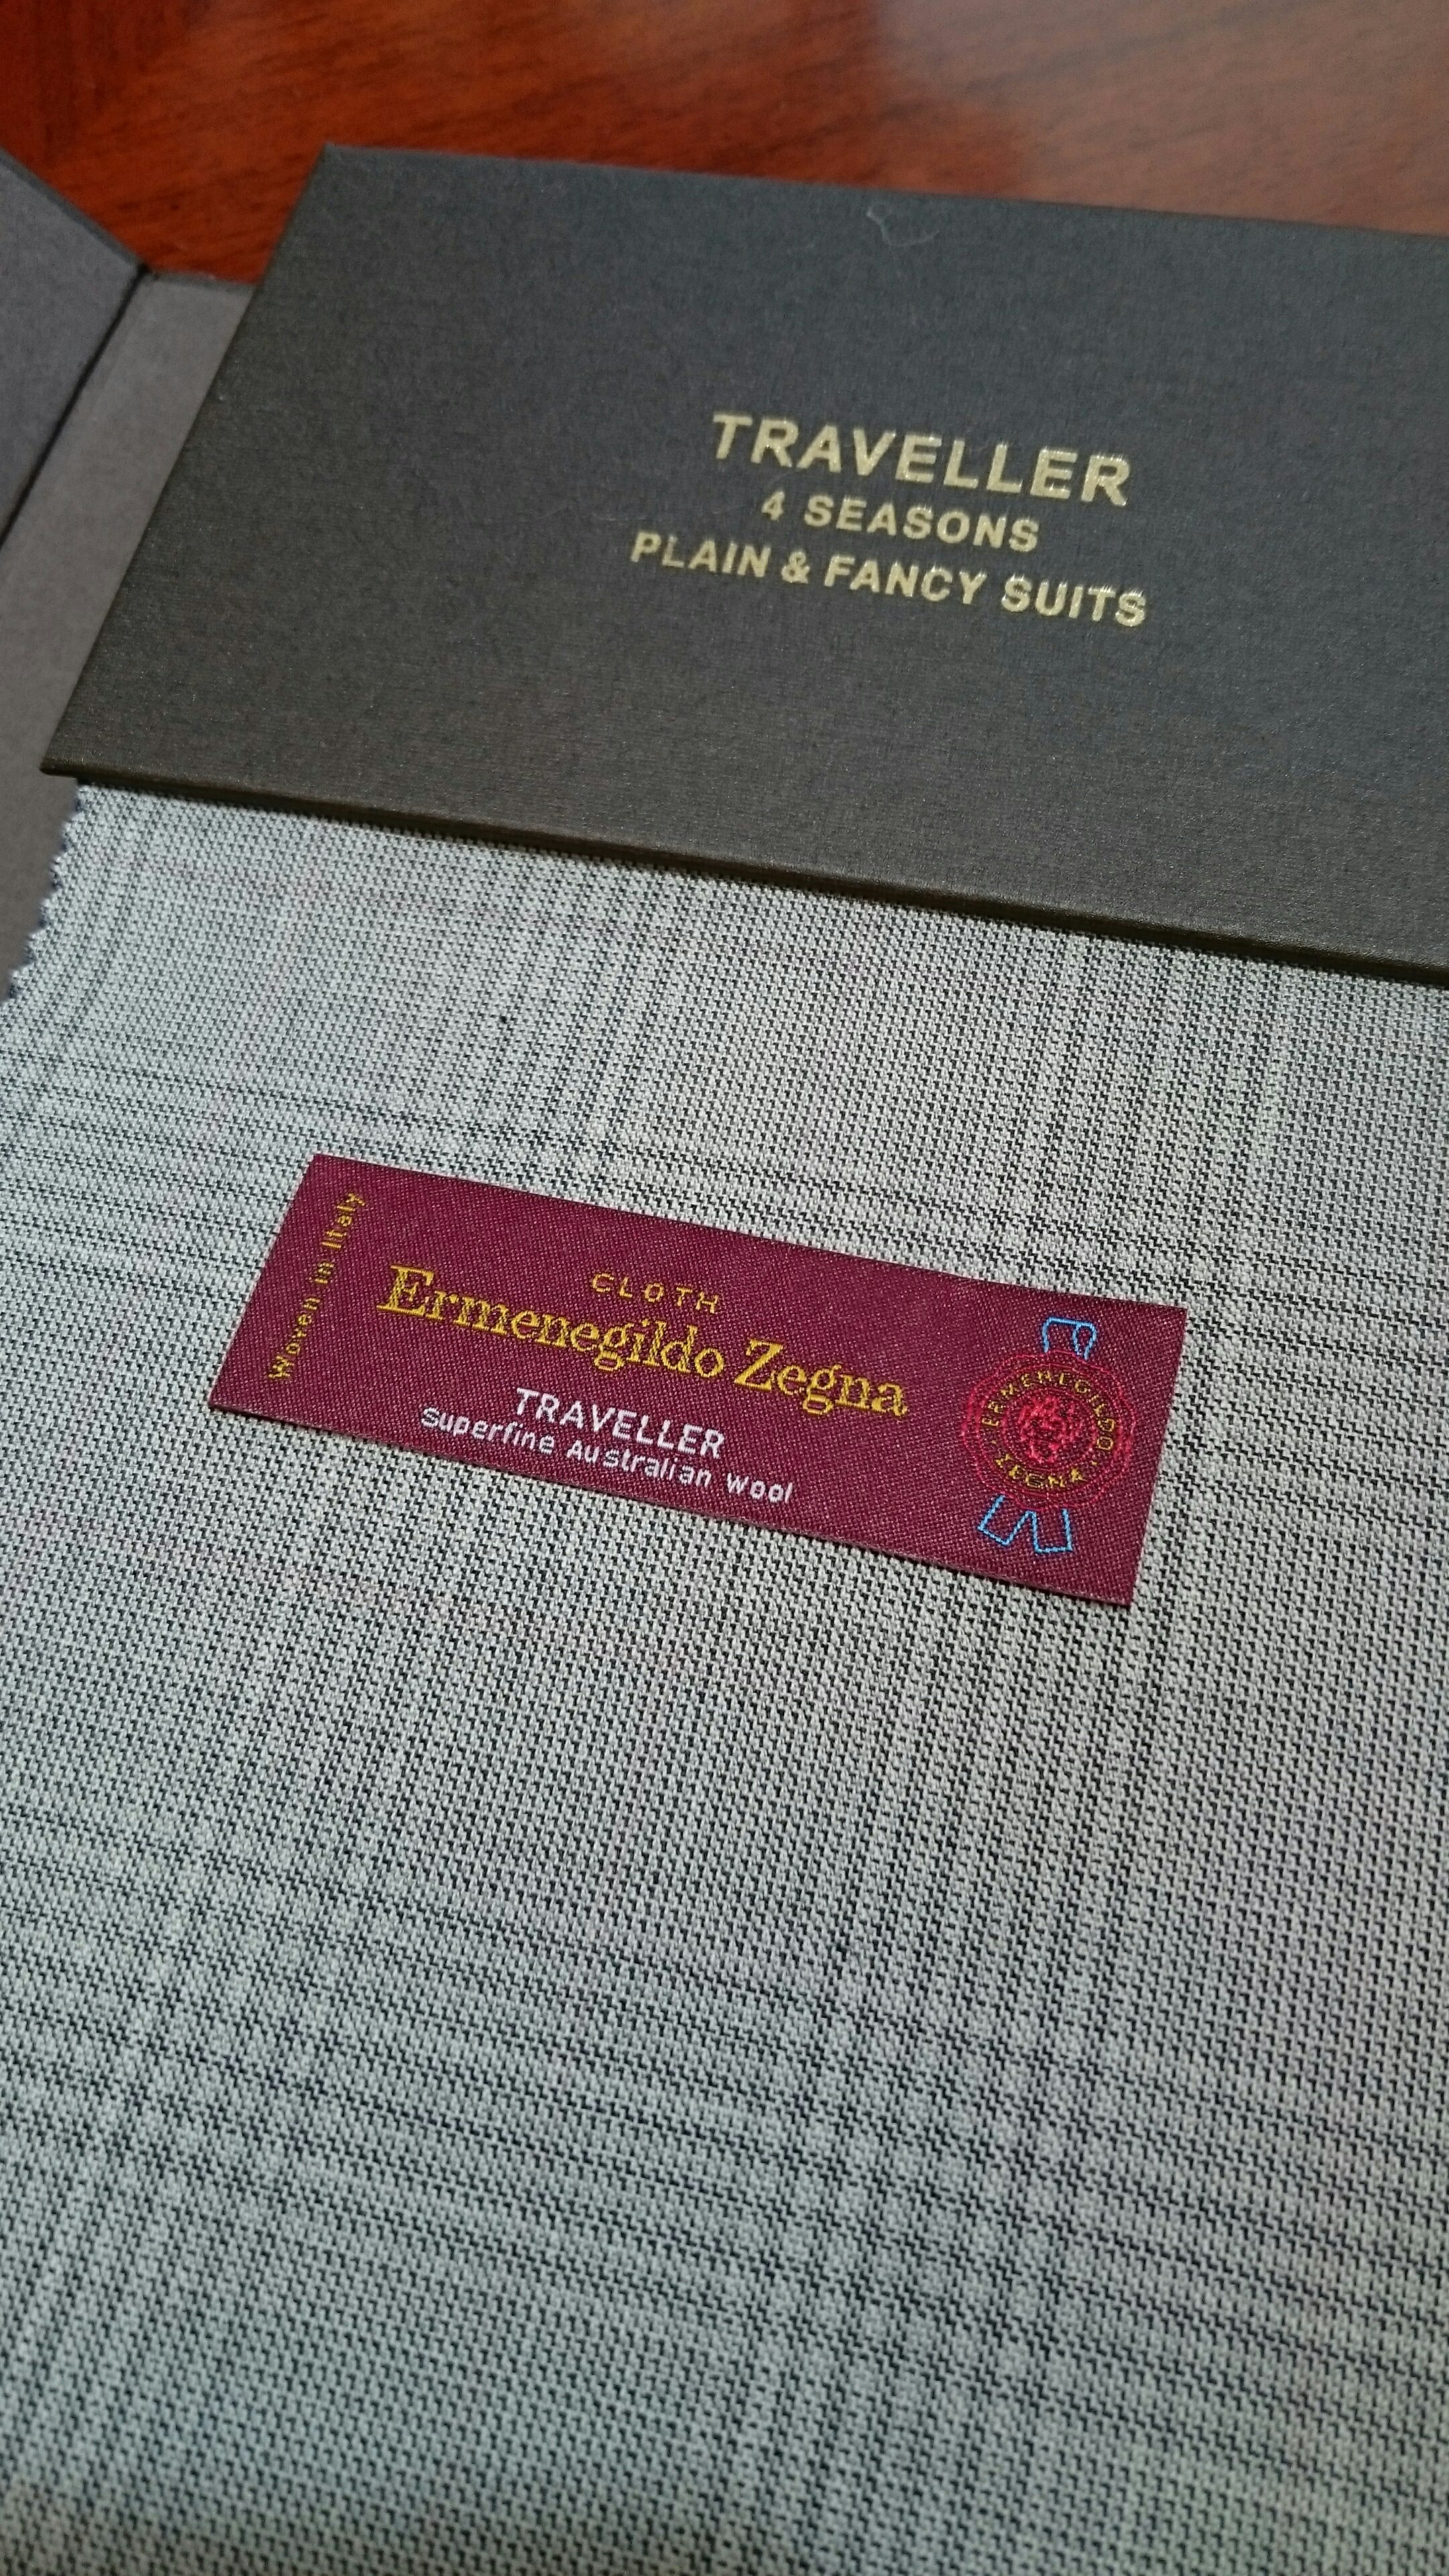 TRAVELLER
4 SEASONS
PLAIN & FANCY SUITS
Woven in Italy
CLOTH
Ermenegildo Zegna
TRAVELLER
Superfine Australian wool
ERMENEGILDO
ZEGNA